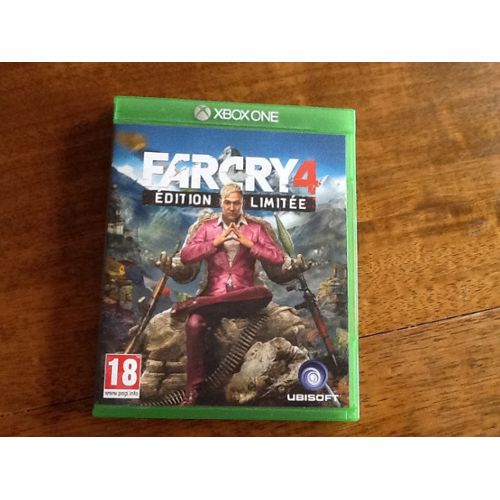 XBOX ONE
FARCRY4
ÉDITION LIMITÉE
18
www.pegi.info
UBISOFT